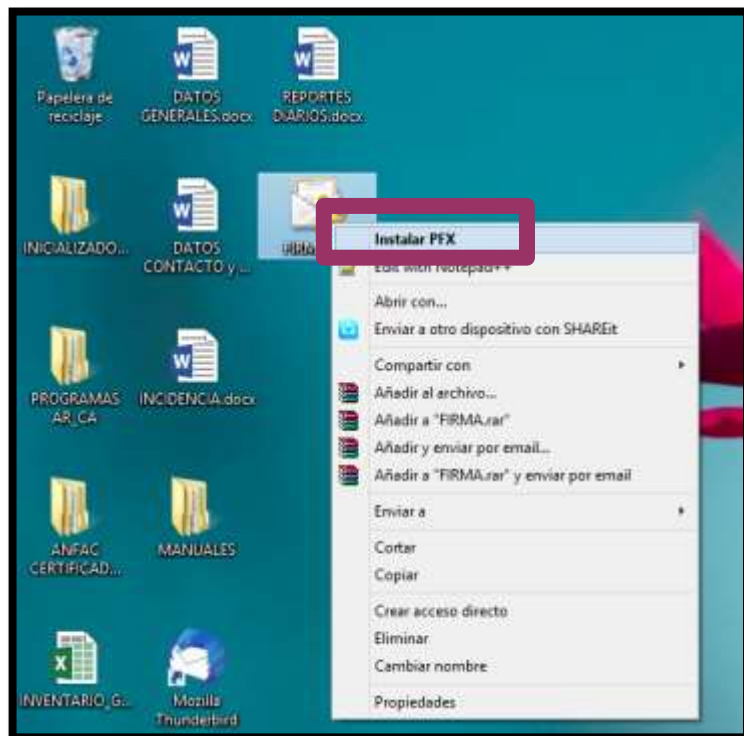 Papelera de
reciclaje
DATOS
GENERALES.docx
REPORTES
DIARIOS.docx
INICIALIZADO...
DATOS
CONTACTO y ...
Instalar PFX
Edit with Notepad++
Abrir con...
Enviar a otro dispositivo con SHAREit
Compartir con
Añadir al archivo...
Añadir a "FIRMA.rar"
Añadir y enviar por email...
Añadir a "FIRMA.rar" y enviar por email
Enviar a
Cortar
Copiar
Crear acceso directo
Eliminar
Cambiar nombre
Propiedades
PROGRAMAS
AR_CA
INCIDENCIA.docx
ANFAC
CERTIFICAD...
MANUALES
INVENTARIO_G...
Mozilla
Thunderbird